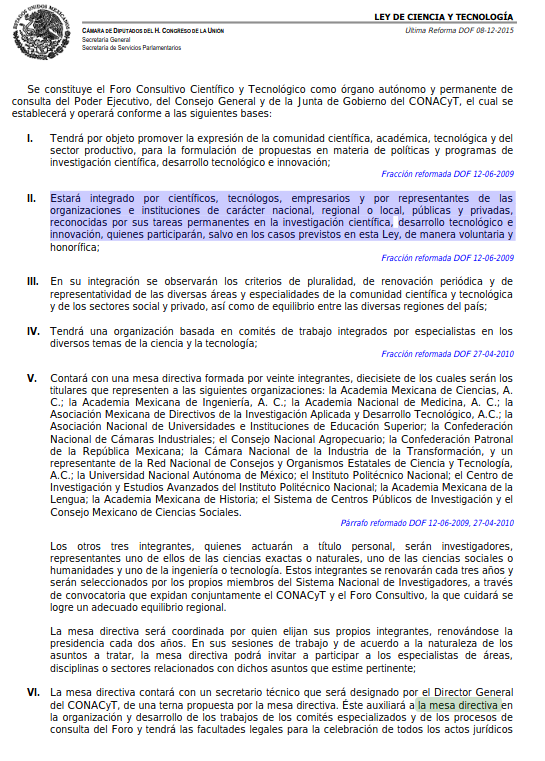 LEY DE CIENCIA Y TECNOLOGÍA
CÁMARA DE DIPUTADOS DEL H. CONGRESO DE LA UNIÓN
Ultima Reforma DOF 08-12-2015
Secretaría General
Secretaría de Servicios Parlamentarios
Se constituye el Foro Consultivo Científico y Tecnológico como órgano autónomo y permanente de
consulta del Poder Ejecutivo, del Consejo General y de la Junta de Gobierno del CONACyT, el cual se
establecerá y operará conforme a las siguientes bases:
I. Tendrá por objeto promover la expresión de la comunidad científica, académica, tecnológica y del
sector productivo, para la formulación de propuestas en materia de políticas y programas de
investigación científica, desarrollo tecnológico e innovación;
Fracción reformada DOF 12-06-2009
II. Estará integrado por científicos, tecnólogos, empresarios y por representantes de las
organizaciones e instituciones de carácter nacional, regional o local, públicas y privadas,
reconocidas por sus tareas permanentes en la investigación científica, desarrollo tecnológico e
innovación, quienes participarán, salvo en los casos previstos en esta Ley, de manera voluntaria y
honorífica;
Fracción reformada DOF 12-06-2009
III. En su integración se observarán los criterios de pluralidad, de renovación periódica y de
representatividad de las diversas áreas y especialidades de la comunidad científica y tecnológica
y de los sectores social y privado, así como de equilibrio entre las diversas regiones del país;
IV. Tendrá una organización basada en comités de trabajo integrados por especialistas en los
diversos temas de la ciencia y la tecnología;
Fracción reformada DOF 27-04-2010
V. Contará con una mesa directiva formada por veinte integrantes, diecisiete de los cuales serán los
titulares que representen a las siguientes organizaciones: la Academia Mexicana de Ciencias, A.
C.; la Academia Mexicana de Ingeniería, A. C.; la Academia Nacional de Medicina, A. C.; la
Asociación Mexicana de Directivos de la Investigación Aplicada y Desarrollo Tecnológico, A.C.; la
Asociación Nacional de Universidades e Instituciones de Educación Superior; la Confederación
Nacional de Cámaras Industriales; el Consejo Nacional Agropecuario; la Confederación Patronal
de la República Mexicana; la Cámara Nacional de la Industria de la Transformación, y un
representante de la Red Nacional de Consejos y Organismos Estatales de Ciencia y Tecnología,
A.C.; la Universidad Nacional Autónoma de México; el Instituto Politécnico Nacional; el Centro de
Investigación y Estudios Avanzados del Instituto Politécnico Nacional; la Academia Mexicana de la
Lengua; la Academia Mexicana de Historia; el Sistema de Centros Públicos de Investigación y el
Consejo Mexicano de Ciencias Sociales.
Párrafo reformado DOF 12-06-2009, 27-04-2010
Los otros tres integrantes, quienes actuarán a título personal, serán investigadores,
representantes uno de ellos de las ciencias exactas o naturales, uno de las ciencias sociales o
humanidades y uno de la ingeniería o tecnología. Estos integrantes se renovarán cada tres años y
serán seleccionados por los propios miembros del Sistema Nacional de Investigadores, a través
de convocatoria que expidan conjuntamente el CONACyT y el Foro Consultivo, la que cuidará se
logre un adecuado equilibrio regional.
La mesa directiva será coordinada por quien elijan sus propios integrantes, renovándose la
presidencia cada dos años. En sus sesiones de trabajo y de acuerdo a la naturaleza de los
asuntos a tratar, la mesa directiva podrá invitar a participar a los especialistas de áreas,
disciplinas o sectores relacionados con dichos asuntos que estime pertinente;
VI. La mesa directiva contará con un secretario técnico que será designado por el Director General
del CONACyT, de una terna propuesta por la mesa directiva. Éste auxiliará a la mesa directiva en
la organización y desarrollo de los trabajos de los comités especializados y de los procesos de
consulta del Foro y tendrá las facultades legales para la celebración de todos los actos jurídicos